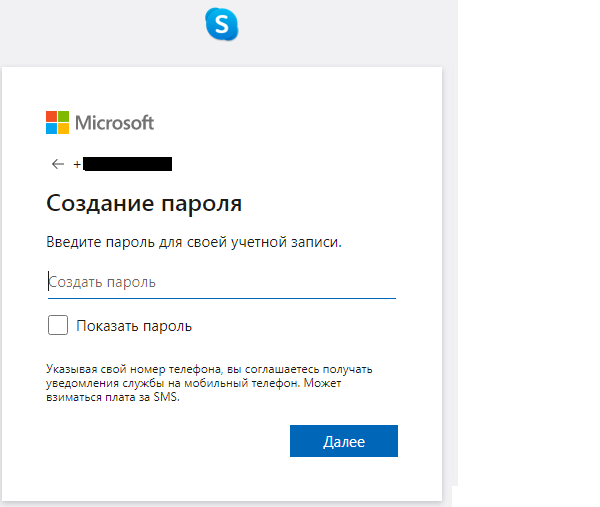 S
Microsoft
← +
Создание пароля
Введите пароль для своей учетной записи.
Создать пароль
Показать пароль
Указывая свой номер телефона, вы соглашаетесь получать
уведомления службы на мобильный телефон. Может
взиматься плата за SMS.
Далее